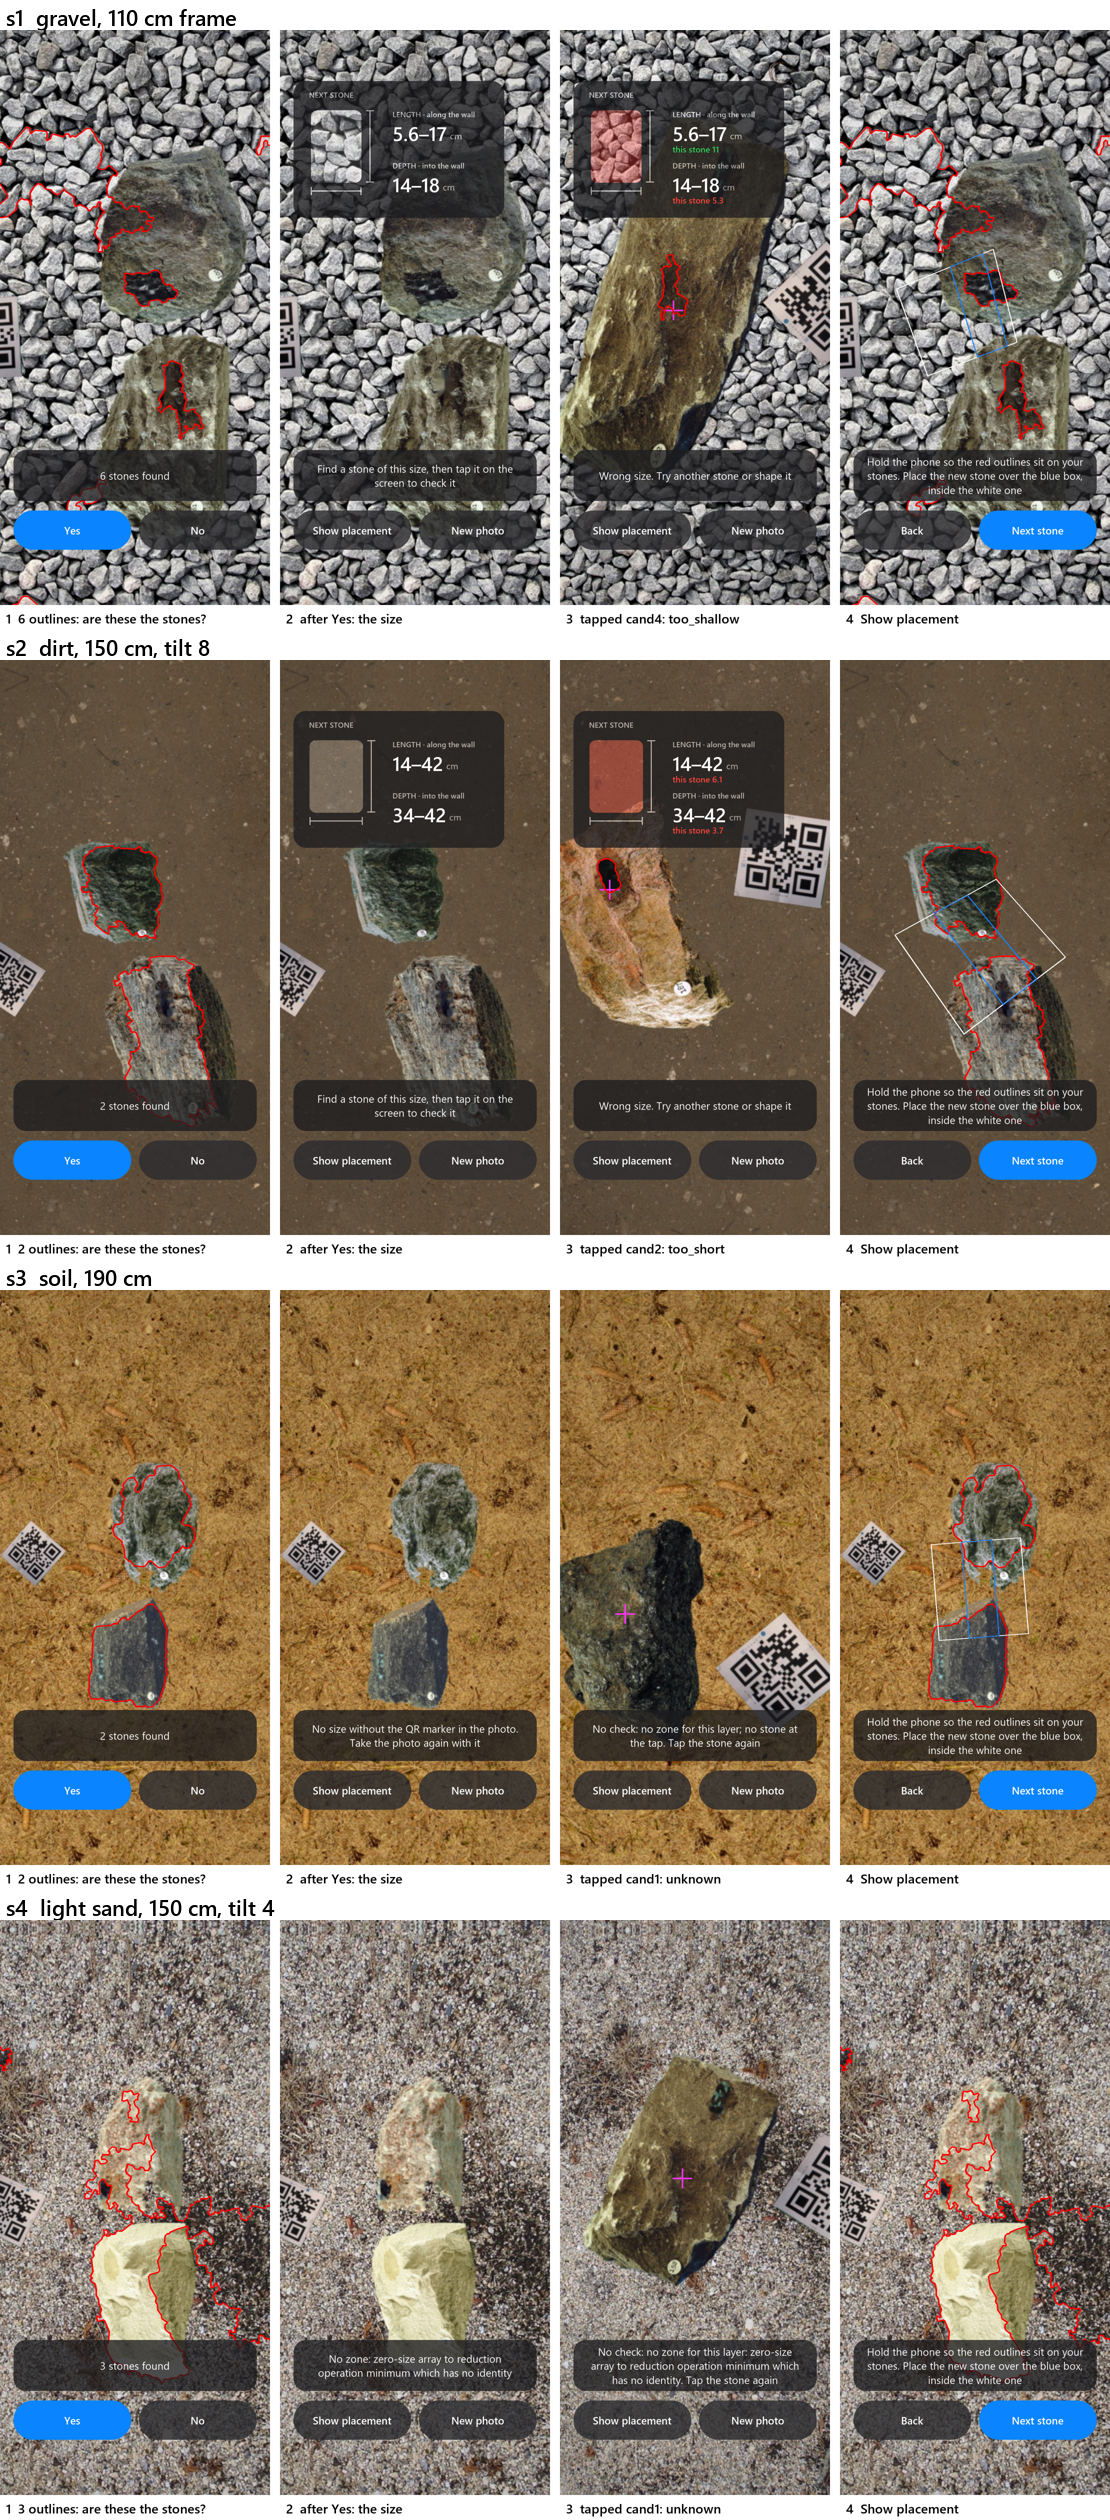 s1 gravel, 110 cm frame
6 stones found
Yes
No
1 6 outlines: are these the stones?
NEXT STONE
LENGTH · along the wall
5.6–17 cm
DEPTH · into the wall
14–18 cm
Find a stone of this size, then tap it on the
screen to check it
Show placement
New photo
2 after Yes: the size
NEXT STONE
LENGTH · along the wall
5.6–17 cm
this stone 11
DEPTH · into the wall
14–18 cm
this stone 5.3
Wrong size. Try another stone or shape it
Show placement
New photo
3 tapped cand4: too_shallow
Hold the phone so the red outlines sit on your
stones. Place the new stone over the blue box,
inside the white one
Back
Next stone
4 Show placement
s2 dirt, 150 cm, tilt 8
2 stones found
Yes
No
1 2 outlines: are these the stones?
NEXT STONE
LENGTH · along the wall
14–42 cm
DEPTH · into the wall
34–42 cm
Find a stone of this size, then tap it on the
screen to check it
Show placement
New photo
2 after Yes: the size
NEXT STONE
LENGTH · along the wall
14–42 cm
this stone 6.1
DEPTH · into the wall
34–42 cm
this stone 3.7
Wrong size. Try another stone or shape it
Show placement
New photo
3 tapped cand2: too_short
Hold the phone so the red outlines sit on your
stones. Place the new stone over the blue box,
inside the white one
Back
Next stone
4 Show placement
s3 soil, 190 cm
2 stones found
Yes
No
1 2 outlines: are these the stones?
No size without the QR marker in the photo.
Take the photo again with it
Show placement
New photo
2 after Yes: the size
No check: no zone for this layer; no stone at
the tap. Tap the stone again
Show placement
New photo
3 tapped cand1: unknown
Hold the phone so the red outlines sit on your
stones. Place the new stone over the blue box,
inside the white one
Back
Next stone
4 Show placement
s4 light sand, 150 cm, tilt 4
3 stones found
Yes
No
1 3 outlines: are these the stones?
No zone: zero-size array to reduction
operation minimum which has no identity
Show placement
New photo
2 after Yes: the size
No check: no zone for this layer: zero-size
array to reduction operation minimum which
has no identity. Tap the stone again
Show placement
New photo
3 tapped cand1: unknown
Hold the phone so the red outlines sit on your
stones. Place the new stone over the blue box,
inside the white one
Back
Next stone
4 Show placement